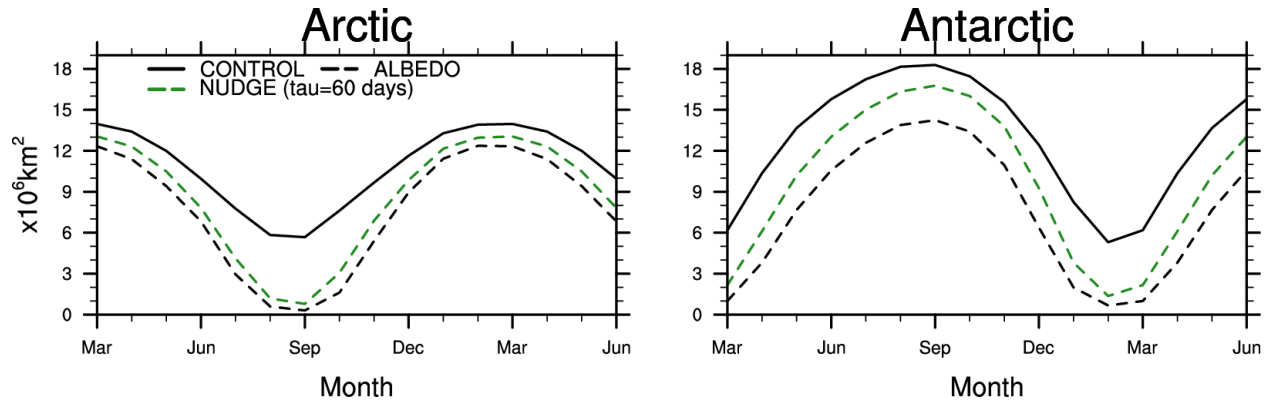 Arctic
Antarctic
CONTROL ALBEDO
NUDGE (tau=60 days)
x10⁶km²
18
15
12
9
6
3
0
Mar Jun Sep Dec Mar Jun
Month
18
15
12
9
6
3
0
Mar Jun Sep Dec Mar Jun
Month